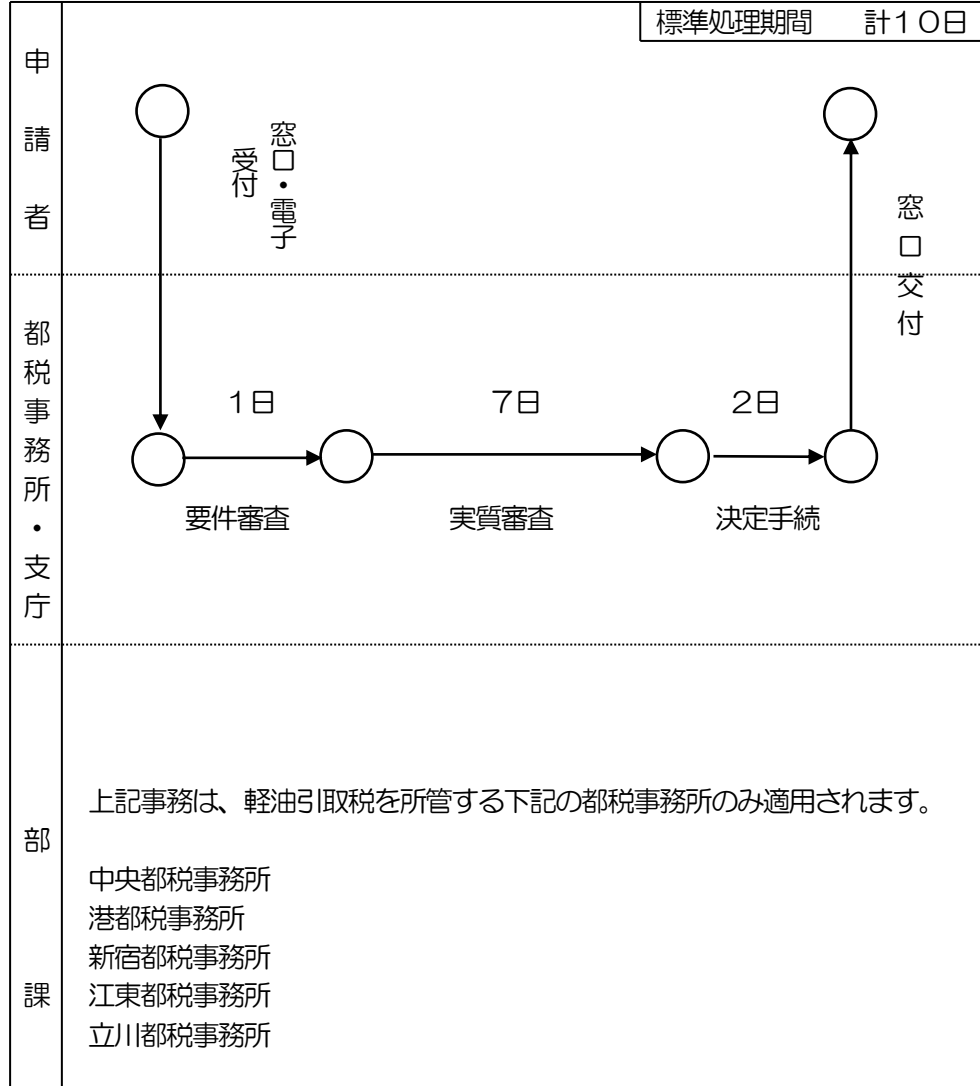 標準処理期間　計１０日
申請者
窓口・電子
受付
窓口交付
都税事務所・支庁
１日
７日
２日
要件審査
実質審査
決定手続
部課
上記事務は、軽油引取税を所管する下記の都税事務所のみ適用されます。
中央都税事務所
港都税事務所
新宿都税事務所
江東都税事務所
立川都税事務所